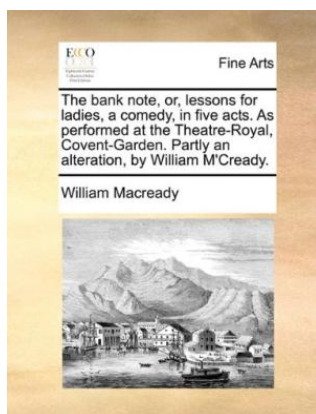 ECCO
Fine Arts
The bank note, or, lessons for
ladies, a comedy, in five acts. As
performed at the Theatre-Royal,
Covent-Garden. Partly an
alteration, by William M'Cready.
William Macready